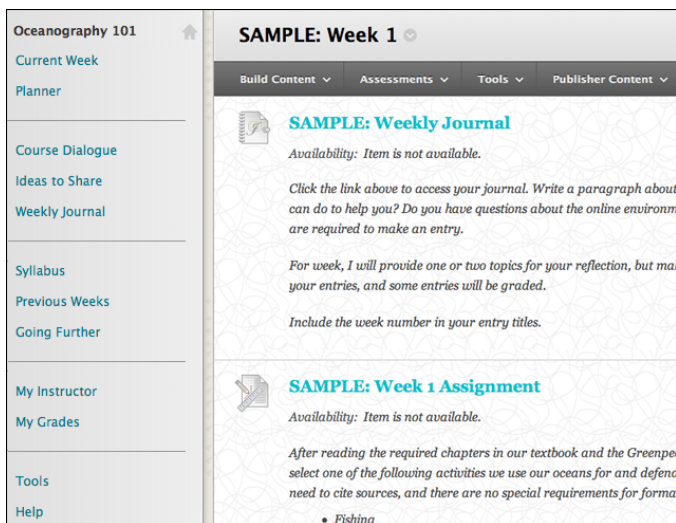 Oceanography 101
Current Week
Planner
Course Dialogue
Ideas to Share
Weekly Journal
Syllabus
Previous Weeks
Going Further
My Instructor
My Grades
Tools
Help
SAMPLE: Week 1
Build Content
Assessments
Tools
Publisher Content
SAMPLE: Weekly Journal
Availability: Item is not available.
Click the link above to access your journal. Write a paragraph about
can do to help you? Do you have questions about the online
are required to make an entry.
For week, I will provide one or two topics for your reflection, but
your entries, and some entries will be graded.
Include the week number in your entry titles.
SAMPLE: Week 1 Assignment
Availability: Item is not available.
After reading the required chapters in our textbook and the
select one of the following activities we use our oceans for and
need to cite sources, and there are no special requirements for
Fishing